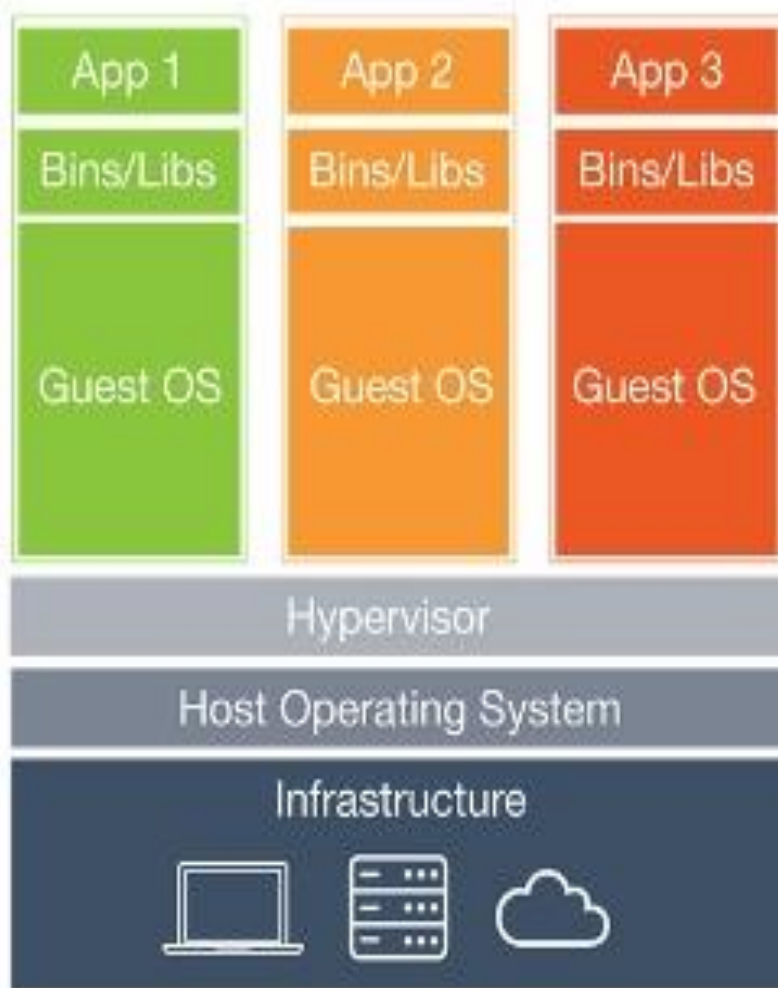 App 1
App 2
App 3
Bins/Libs
Bins/Libs
Bins/Libs
Guest OS
Guest OS
Guest OS
Hypervisor
Host Operating System
Infrastructure